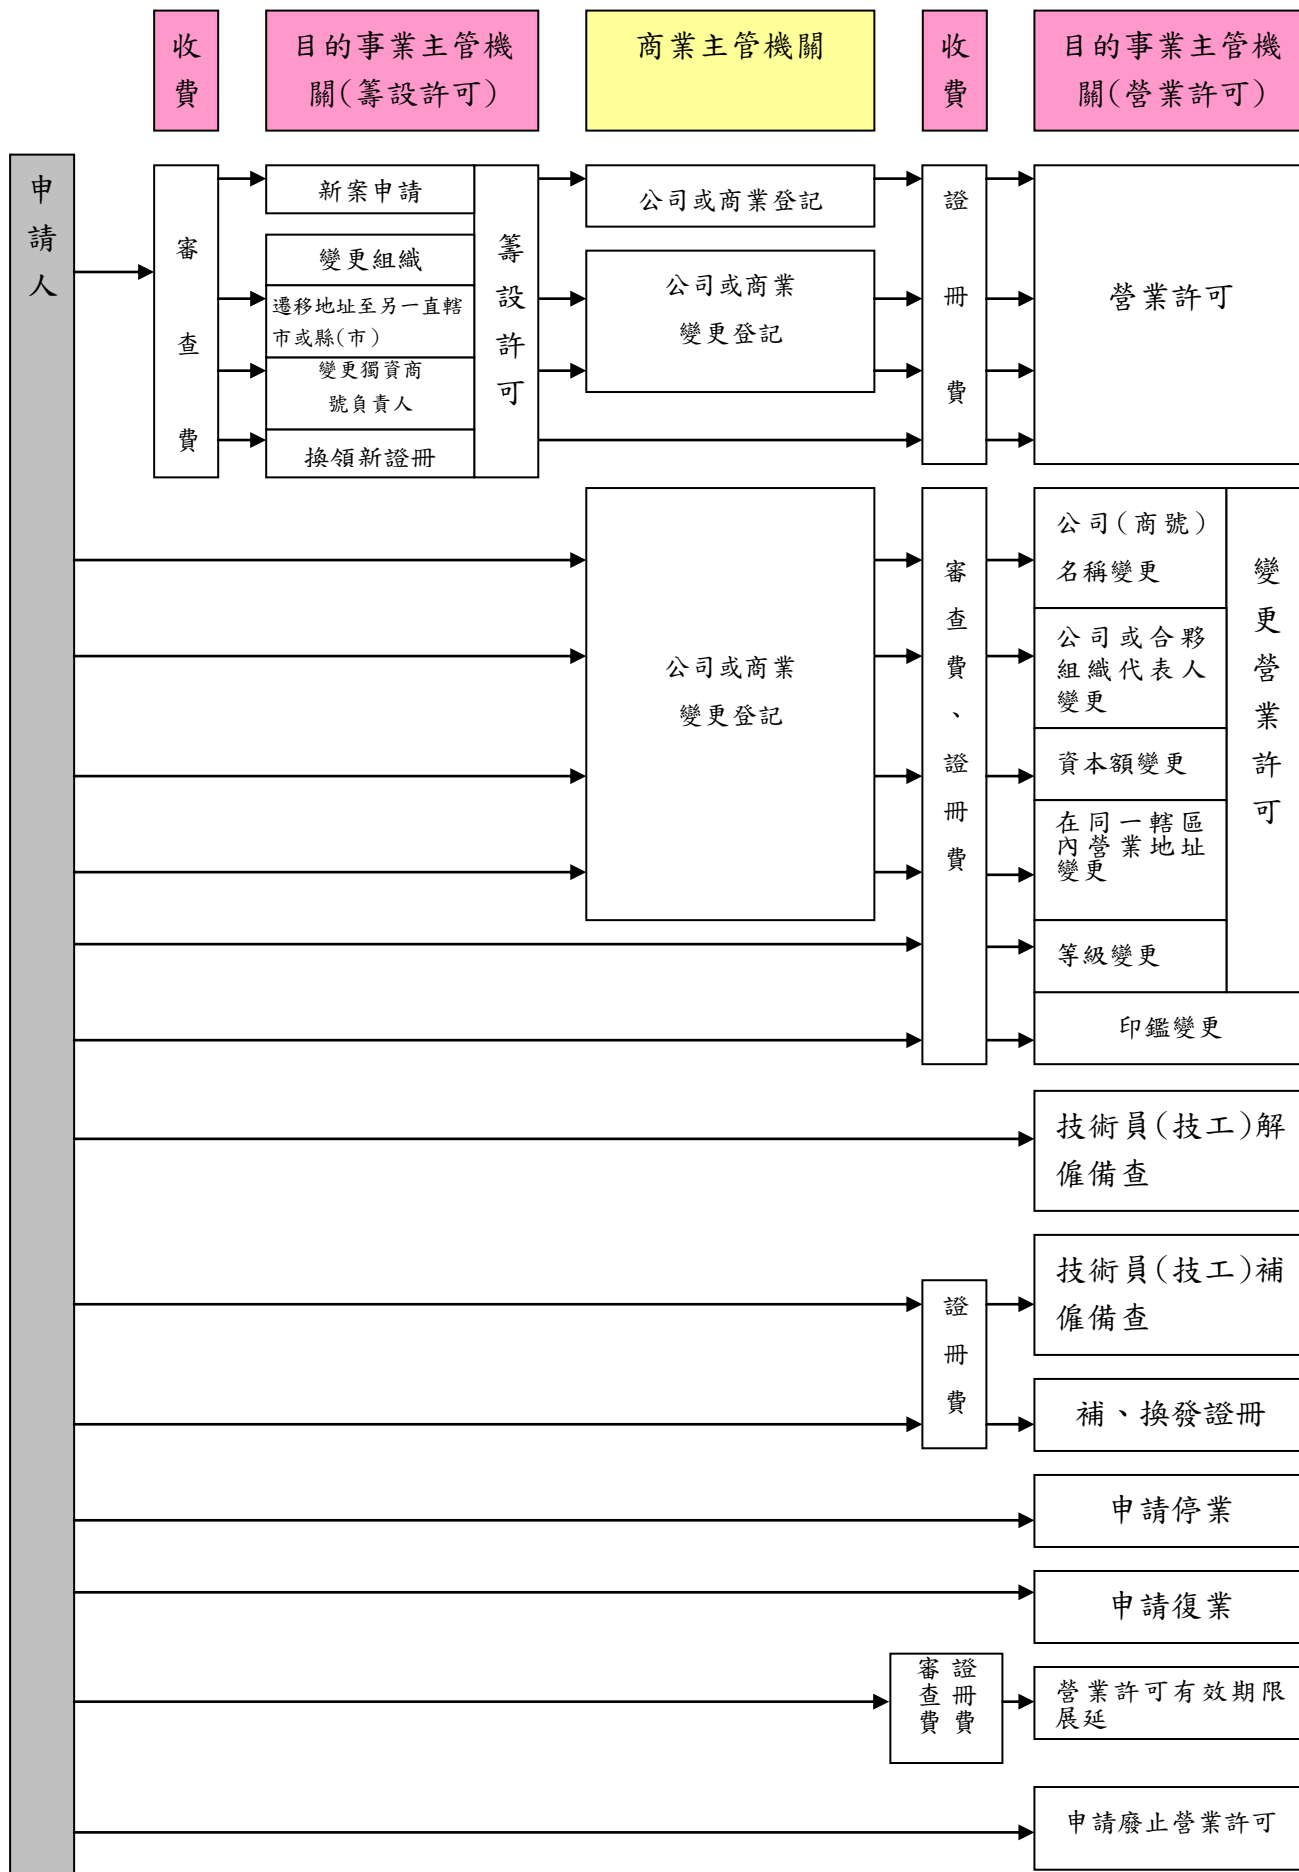 收
費
目的事業主管機
關(籌設許可)
商業主管機關
收
費
目的事業主管機
關(營業許可)
申
請
人
審
查
費
新案申請
變更組織
遷移地址至另一直轄
市或縣(市)
變更獨資商
號負責人
換領新證冊
籌
設
許
可
公司或商業登記
公司或商業
變更登記
證
冊
費
營業許可
公司或商業
變更登記
審
查
費
、
證
冊
費
公司(商號)
名稱變更
公司或合夥
組織代表人
變更
資本額變更
在同一轄區
內營業地址
變更
等級變更
變
更
營
業
許
可
印鑑變更
技術員(技工)解
僱備查
證
冊
費
技術員(技工)補
僱備查
補、換發證冊
申請停業
申請復業
證冊費
審查費
營業許可有效期限
展延
申請廢止營業許可